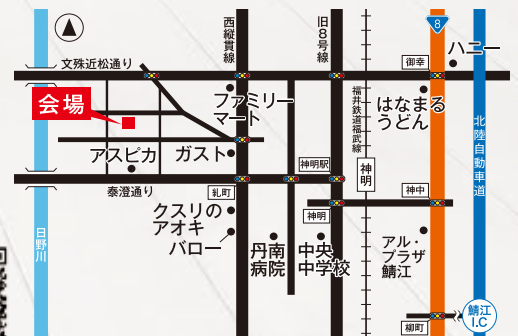 西縦貫線
旧8号線
8
ハニー
文殊近松通り
御幸
会場
ファミリー
マート
福井鉄道福武線
はなまる
うどん
北陸自動車道
アスピカ
ガスト
神明駅
神明
泰澄通り
札町
神中
クスリの
アオキ
神明
日野川
バロー
丹南
病院
中央
中学校
アル・
プラザ
鯖江
鯖江
I.C
柳町